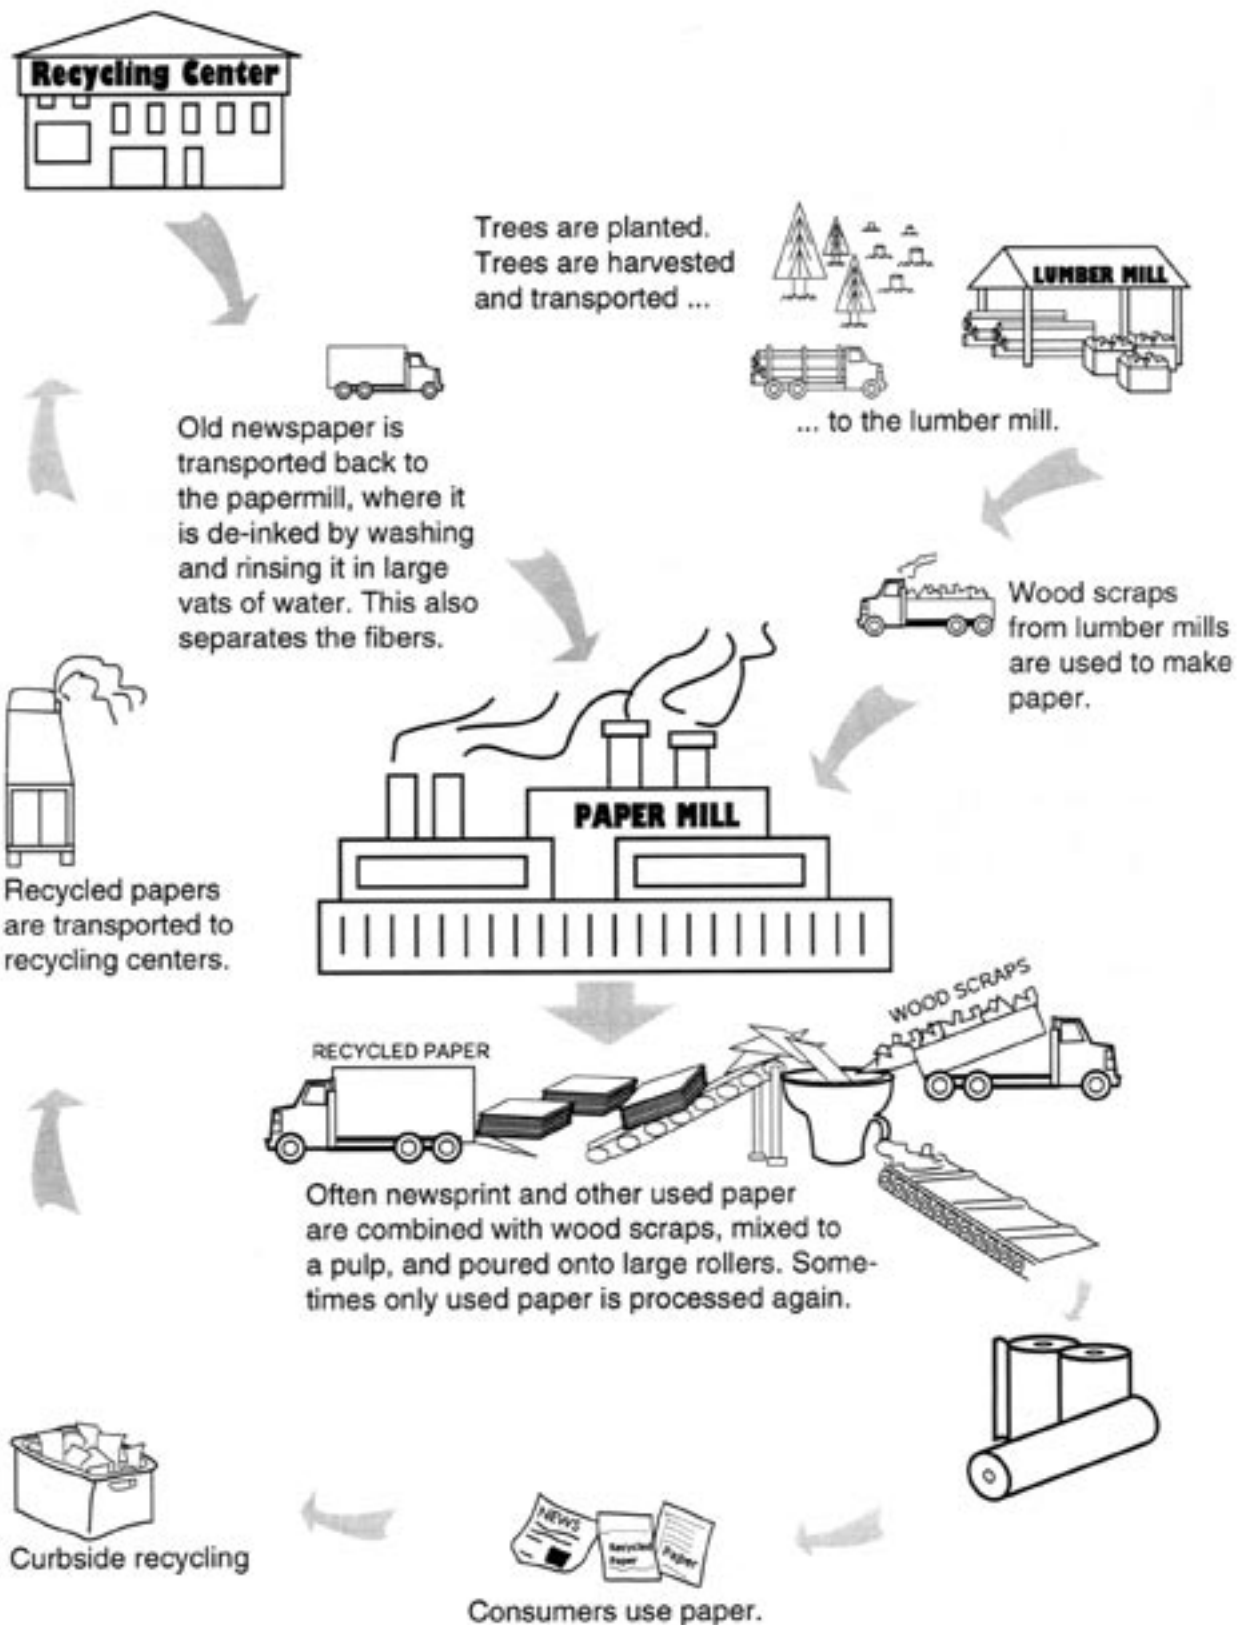 Recycling Center
Trees are planted.
Trees are harvested
and transported ...
LUMBER MILL
... to the lumber mill.
Old newspaper is
transported back to
the papermill, where it
is de-inked by washing
and rinsing it in large
vats of water. This also
separates the fibers.
Wood scraps
from lumber mills
are used to make
paper.
PAPER MILL
Recycled papers
are transported to
recycling centers.
WOOD SCRAPS
RECYCLED PAPER
Often newsprint and other used paper
are combined with wood scraps, mixed to
a pulp, and poured onto large rollers. Some-
times only used paper is processed again.
Curbside recycling
NEWS
Recycled
Paper
Paper
Consumers use paper.